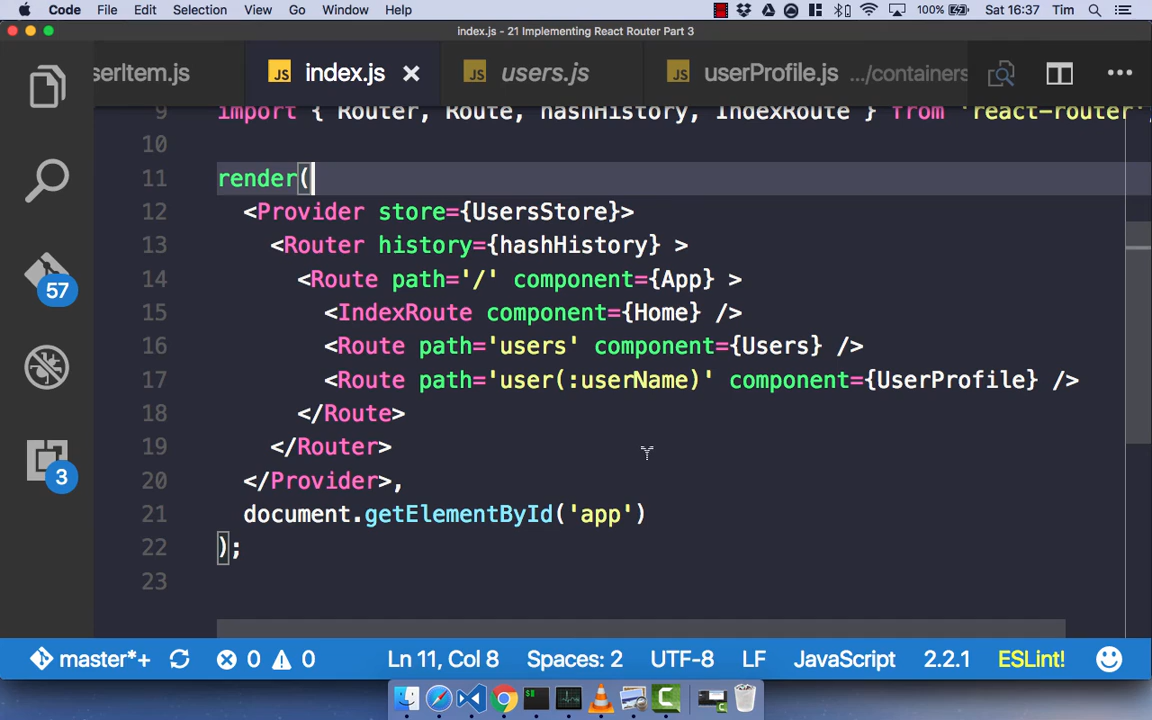 Code File Edit Selection View Go Window Help 100% Sat 16:37 Tim
index.js - 21 Implementing React Router Part 3
serItem.js JS index.js JS users.js JS userProfile.js .../containers
9 import { Router, Route, hashHistory, IndexRoute } from 'react-router'
10
11 render(
12 <Provider store={UsersStore}>
13 <Router history={hashHistory} >
14 <Route path='/' component={App} >
15 <IndexRoute component={Home} />
16 <Route path='users' component={Users} />
17 <Route path='user(:userName)' component={UserProfile} />
18 </Route>
19 </Router>
20 </Provider>,
21 document.getElementById('app')
22 );
23
57
3
master*+ 0 0 Ln 11, Col 8 Spaces: 2 UTF-8 LF JavaScript 2.2.1 ESLint!